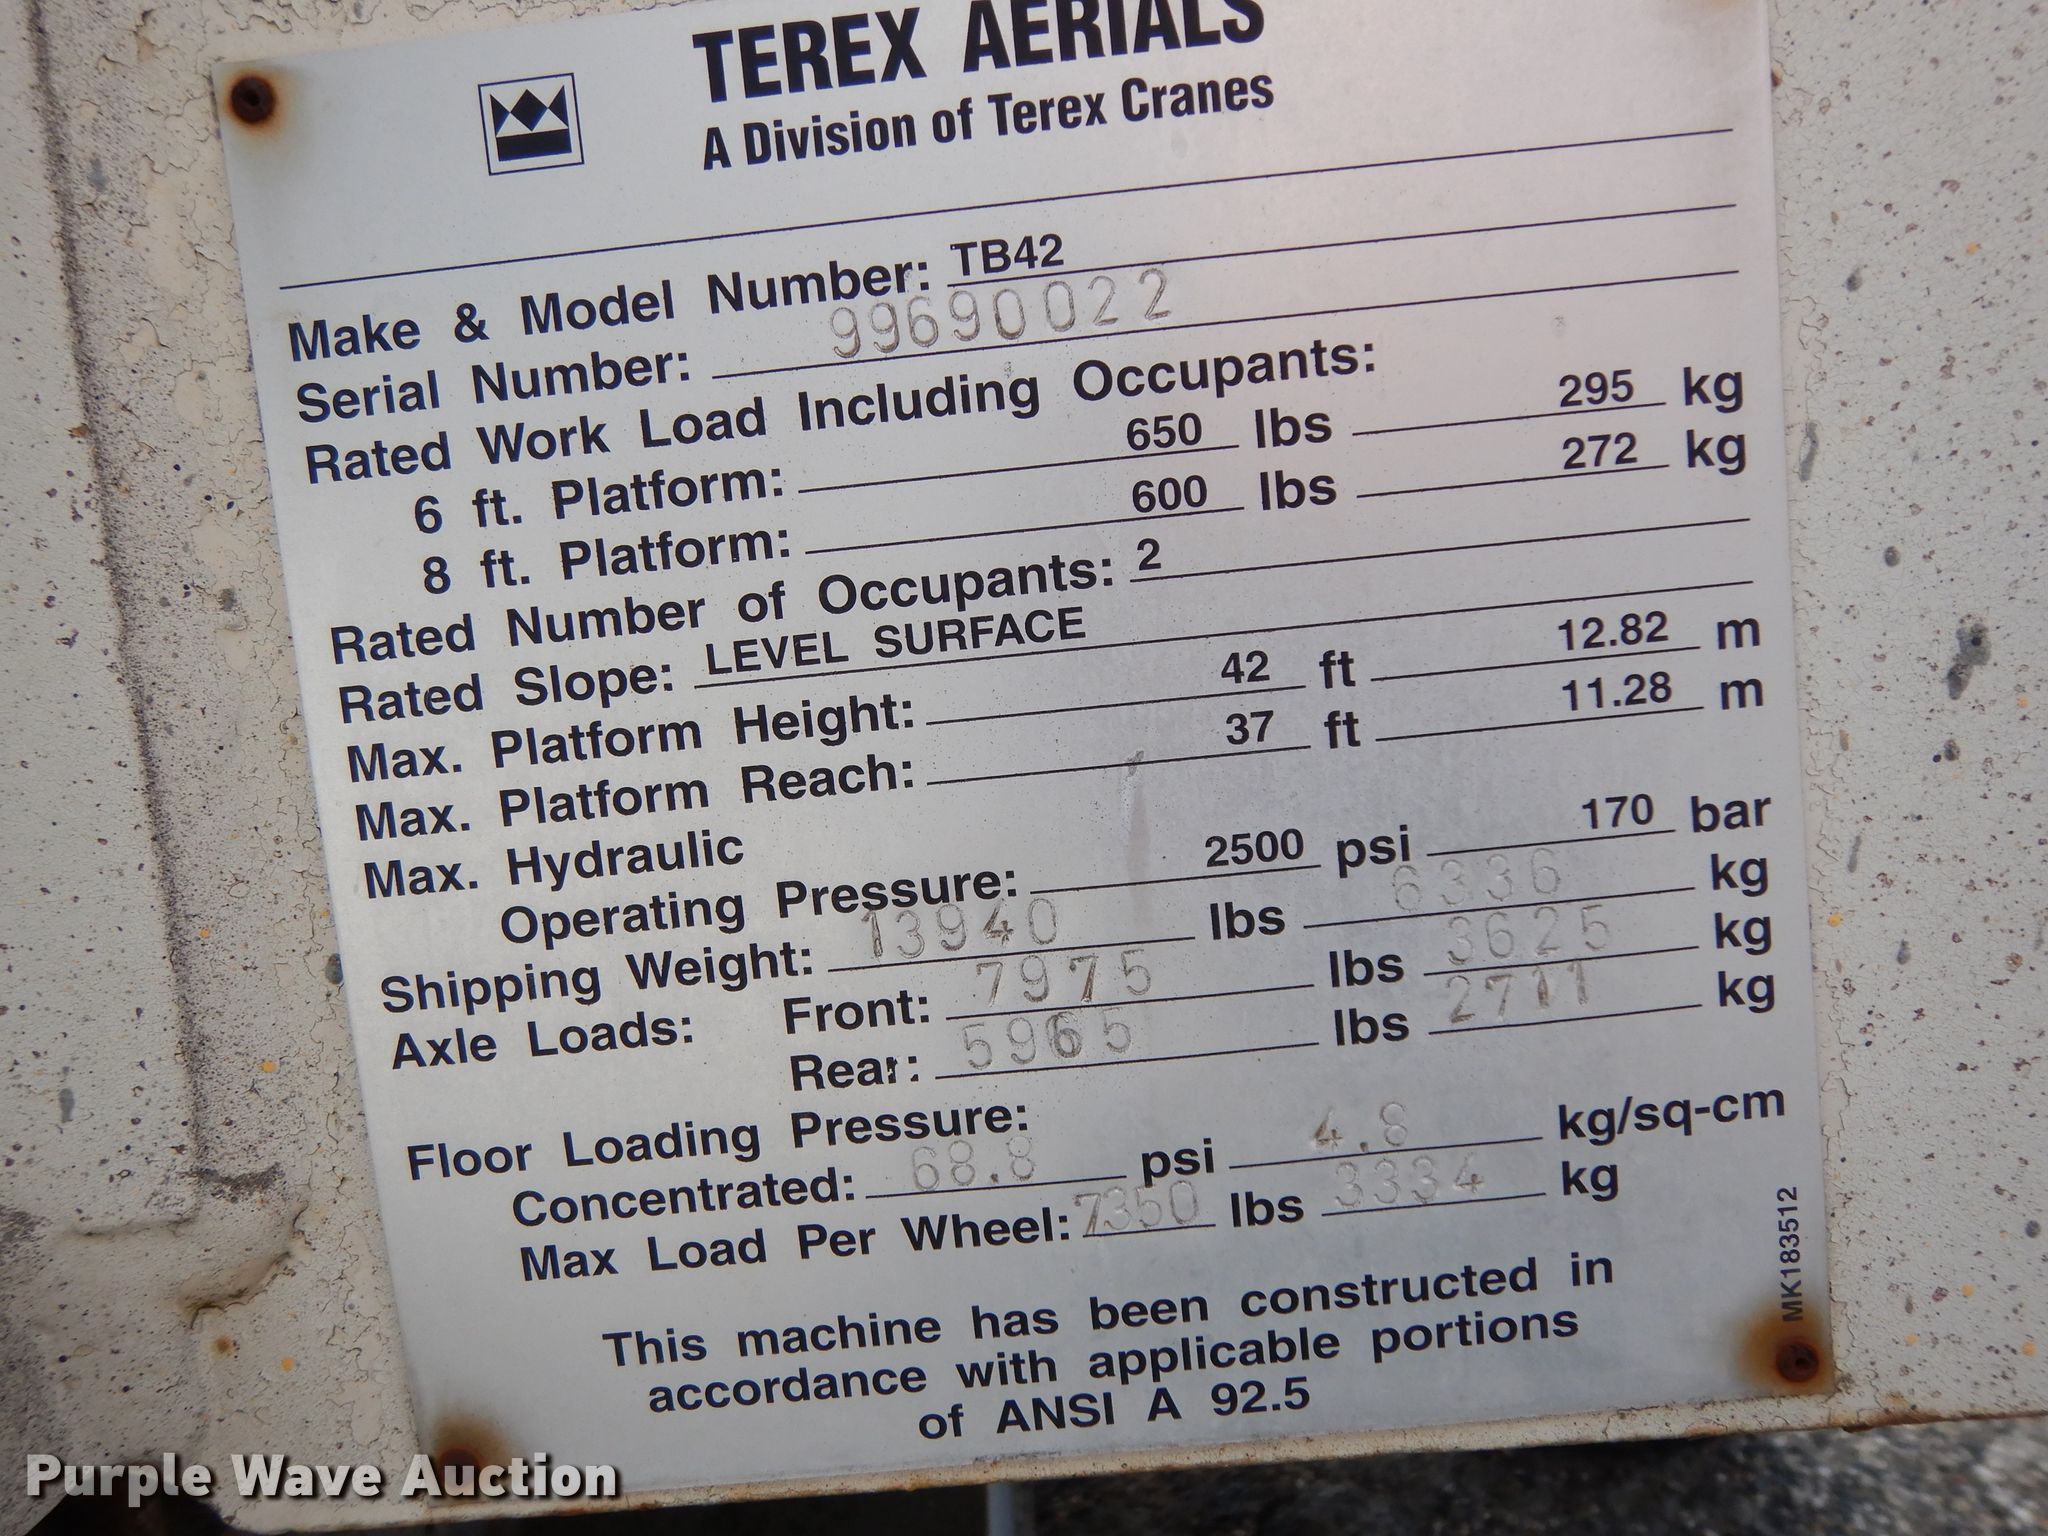 TEREX AERIALS
A Division of Terex Cranes
Make & Model Number: TB42
Serial Number: 99690022
Rated Work Load Including Occupants:
6 ft. Platform: 650 lbs 295 kg
8 ft. Platform: 600 lbs 272 kg
Rated Number of Occupants: 2
Rated Slope: LEVEL SURFACE
Max. Platform Height: 42 ft 12.82 m
Max. Platform Reach: 37 ft 11.28 m
Max. Hydraulic
Operating Pressure: 2500 psi 170 bar
Shipping Weight: 13940 lbs 6336 kg
Axle Loads: Front: 7975 lbs 3625 kg
Rear: 5965 lbs 2711 kg
Floor Loading Pressure:
Concentrated: 68.8 psi 4.8 kg/sq-cm
Max Load Per Wheel: 7350 lbs 3334 kg
This machine has been constructed in
accordance with applicable portions
of ANSI A 92.5
MK183512
Purple Wave Auction